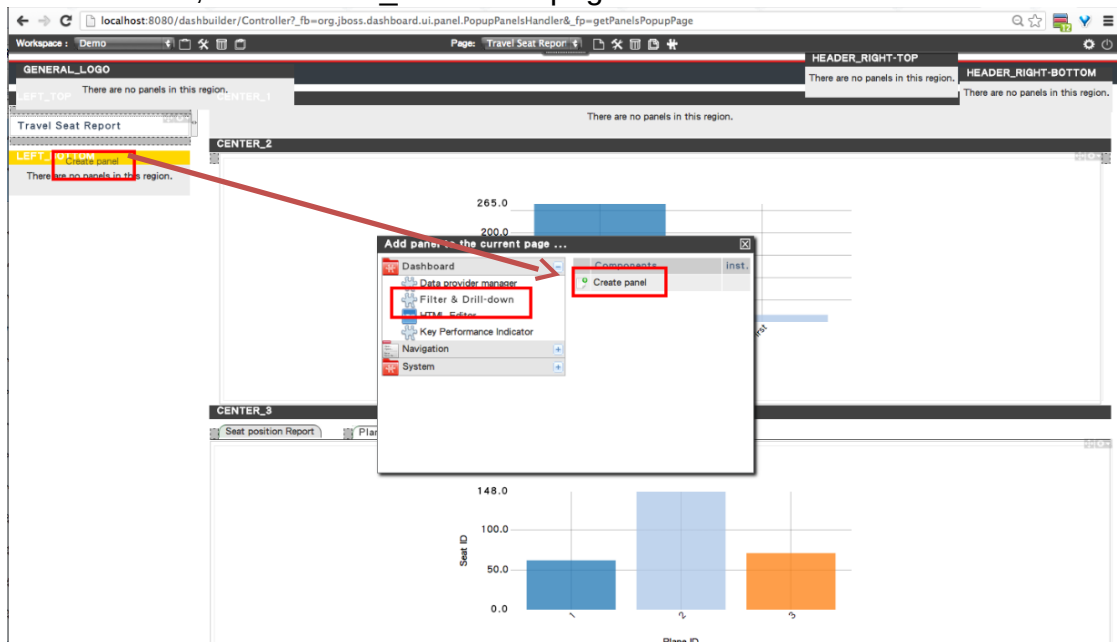 localhost:8080/dashbuilder/Controller?_fb=org.jboss.dashboard.ui.panel.PopupPanelsHandler&_fp=getPanelsPopupPage
Workspace : Demo
Page: Travel Seat Repor
HEADER_RIGHT-TOP
GENERAL_LOGO
HEADER_RIGHT-BOTTOM
There are no panels in this region.
There are no panels in this region.
There are no panels in this region.
LEFT_TOP
CENTER_1
There are no panels in this region.
Travel Seat Report
CENTER_2
LEFT_BOTTOM
Create panel
There are no panels in this region.
265.0
200.0
Add panel to the current page ...
Dashboard
Components
Inst.
Data provider manager
Create panel
Filter & Drill-down
HTML Editor
Key Performance Indicator
Navigation
System
CENTER_3
Seat position Report
148.0
100.0
Seat ID
50.0
0.0
1
2
3
Plane ID